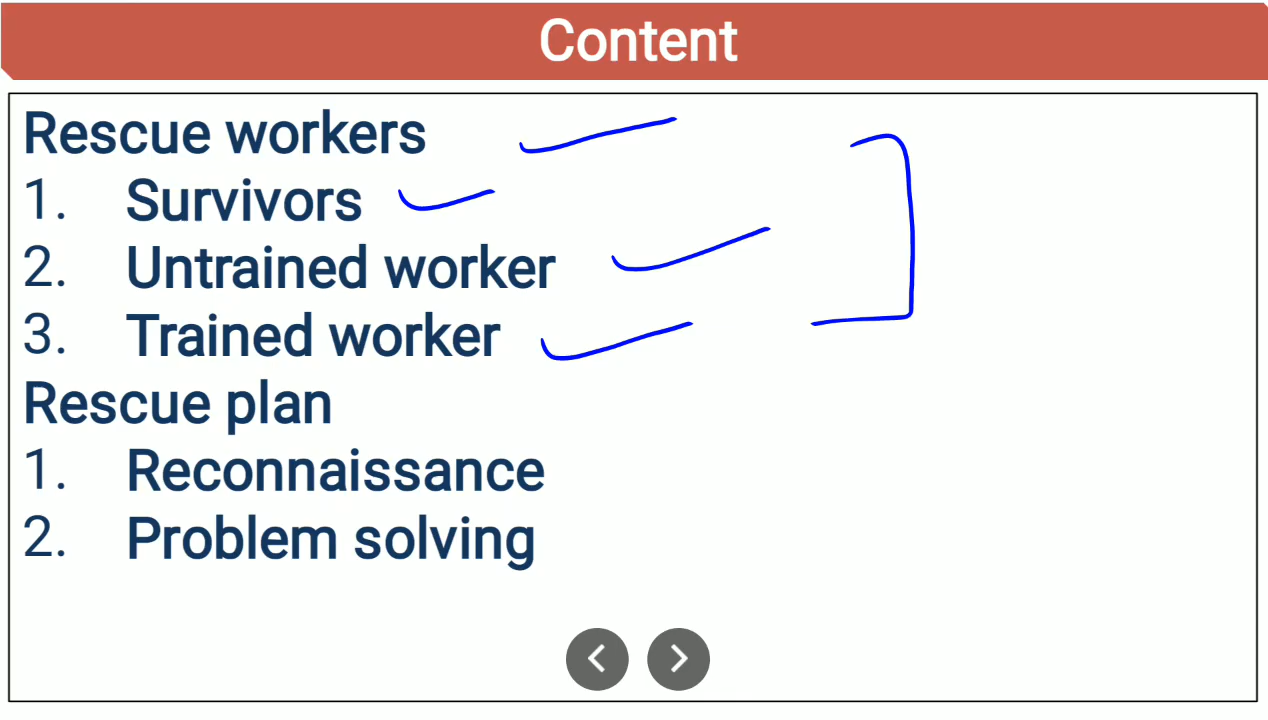 Content
Rescue workers
1. Survivors
2. Untrained worker
3. Trained worker
Rescue plan
1. Reconnaissance
2. Problem solving